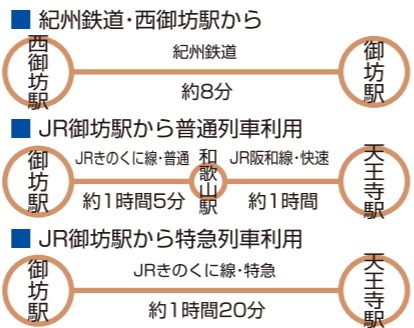 ■ 紀州鉄道・西御坊駅から
西御坊駅
紀州鉄道
約8分
御坊駅
■ JR御坊駅から普通列車利用
御坊駅
JRきのくに線・普通
約1時間5分
和歌山駅
JR阪和線・快速
約1時間
天王寺駅
■ JR御坊駅から特急列車利用
御坊駅
JRきのくに線・特急
約1時間20分
天王寺駅